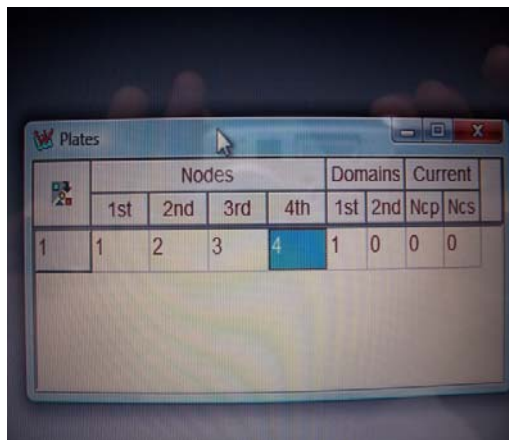 Plates
Nodes Domains Current
1st 2nd 3rd 4th 1st 2nd Ncp Ncs
1 1 2 3 4 1 0 0 0